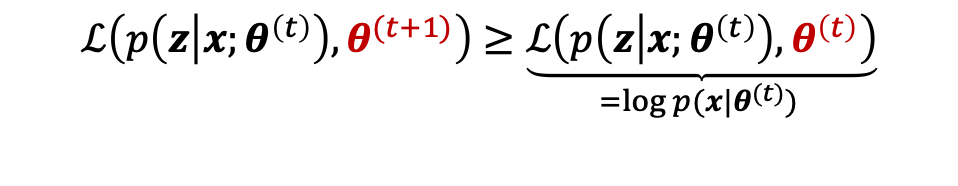 ℒ(p(𝒛|𝒙; 𝜽⁽ᵗ⁾), 𝜽⁽ᵗ⁺¹⁾) ≥ ℒ(p(𝒛|𝒙; 𝜽⁽ᵗ⁾), 𝜽⁽ᵗ⁾)
=log p(𝒙|𝜽⁽ᵗ⁾)